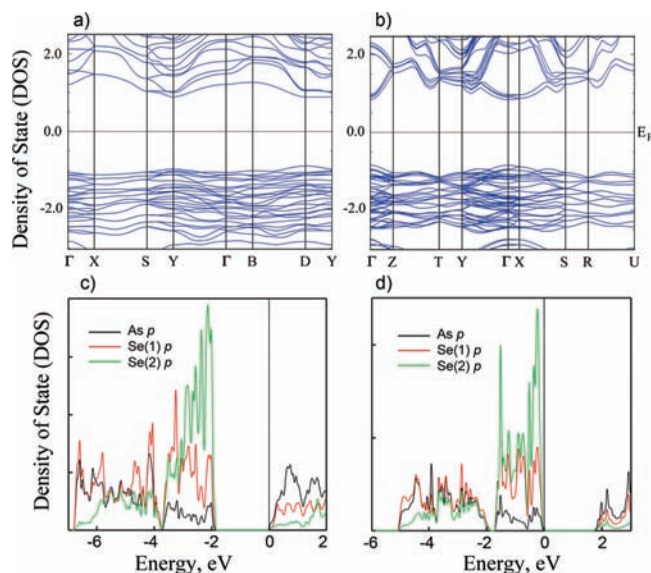 a)
b)
Density of State (DOS)
2.0
0.0
-2.0
2.0
0.0
-2.0
E_F
Γ X S Y Γ B D Y
Γ Z T Y Γ X S R U
c)
d)
Density of State (DOS)
As p
Se(1) p
Se(2) p
As p
Se(1) p
Se(2) p
-6 -4 -2 0 2
-6 -4 -2 0 2
Energy, eV
Energy, eV